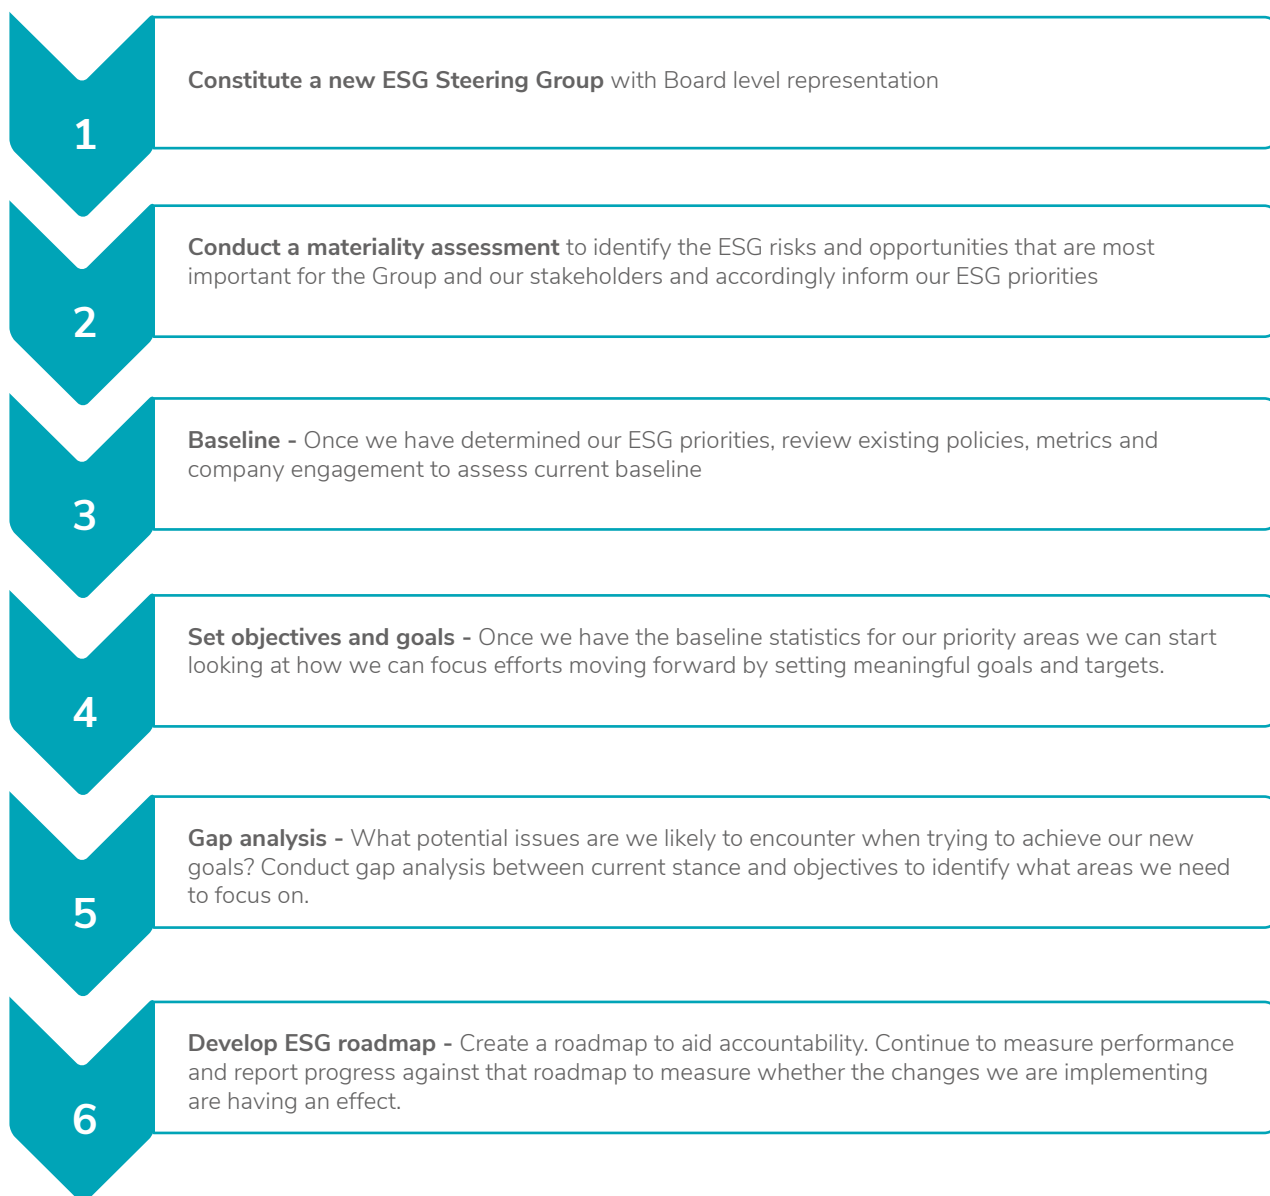 1
Constitute a new ESG Steering Group with Board level representation
2
Conduct a materiality assessment to identify the ESG risks and opportunities that are most
important for the Group and our stakeholders and accordingly inform our ESG priorities
3
Baseline - Once we have determined our ESG priorities, review existing policies, metrics and
company engagement to assess current baseline
4
Set objectives and goals - Once we have the baseline statistics for our priority areas we can start
looking at how we can focus efforts moving forward by setting meaningful goals and targets.
5
Gap analysis - What potential issues are we likely to encounter when trying to achieve our new
goals? Conduct gap analysis between current stance and objectives to identify what areas we need
to focus on.
6
Develop ESG roadmap - Create a roadmap to aid accountability. Continue to measure performance
and report progress against that roadmap to measure whether the changes we are implementing
are having an effect.